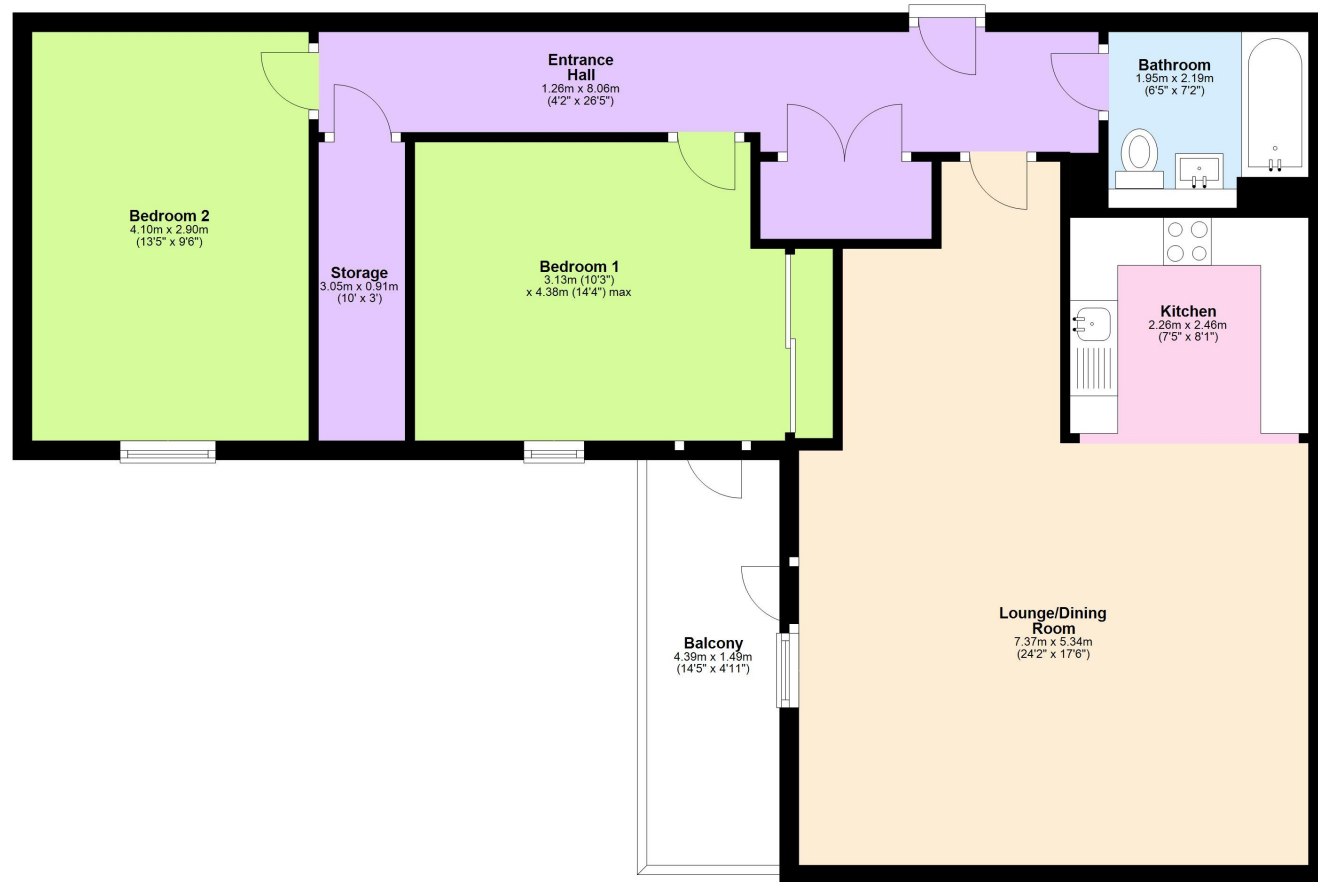 Entrance
Hall
1.26m x 8.06m
(4'2" x 26'5")
Bathroom
1.95m x 2.19m
(6'5" x 7'2")
Bedroom 2
4.10m x 2.90m
(13'5" x 9'6")
Storage
3.05m x 0.91m
(10' x 3')
Bedroom 1
3.13m (10'3")
x 4.38m (14'4") max
Kitchen
2.26m x 2.46m
(7'5" x 8'1")
Balcony
4.39m x 1.49m
(14'5" x 4'11")
Lounge/Dining
Room
7.37m x 5.34m
(24'2" x 17'6")